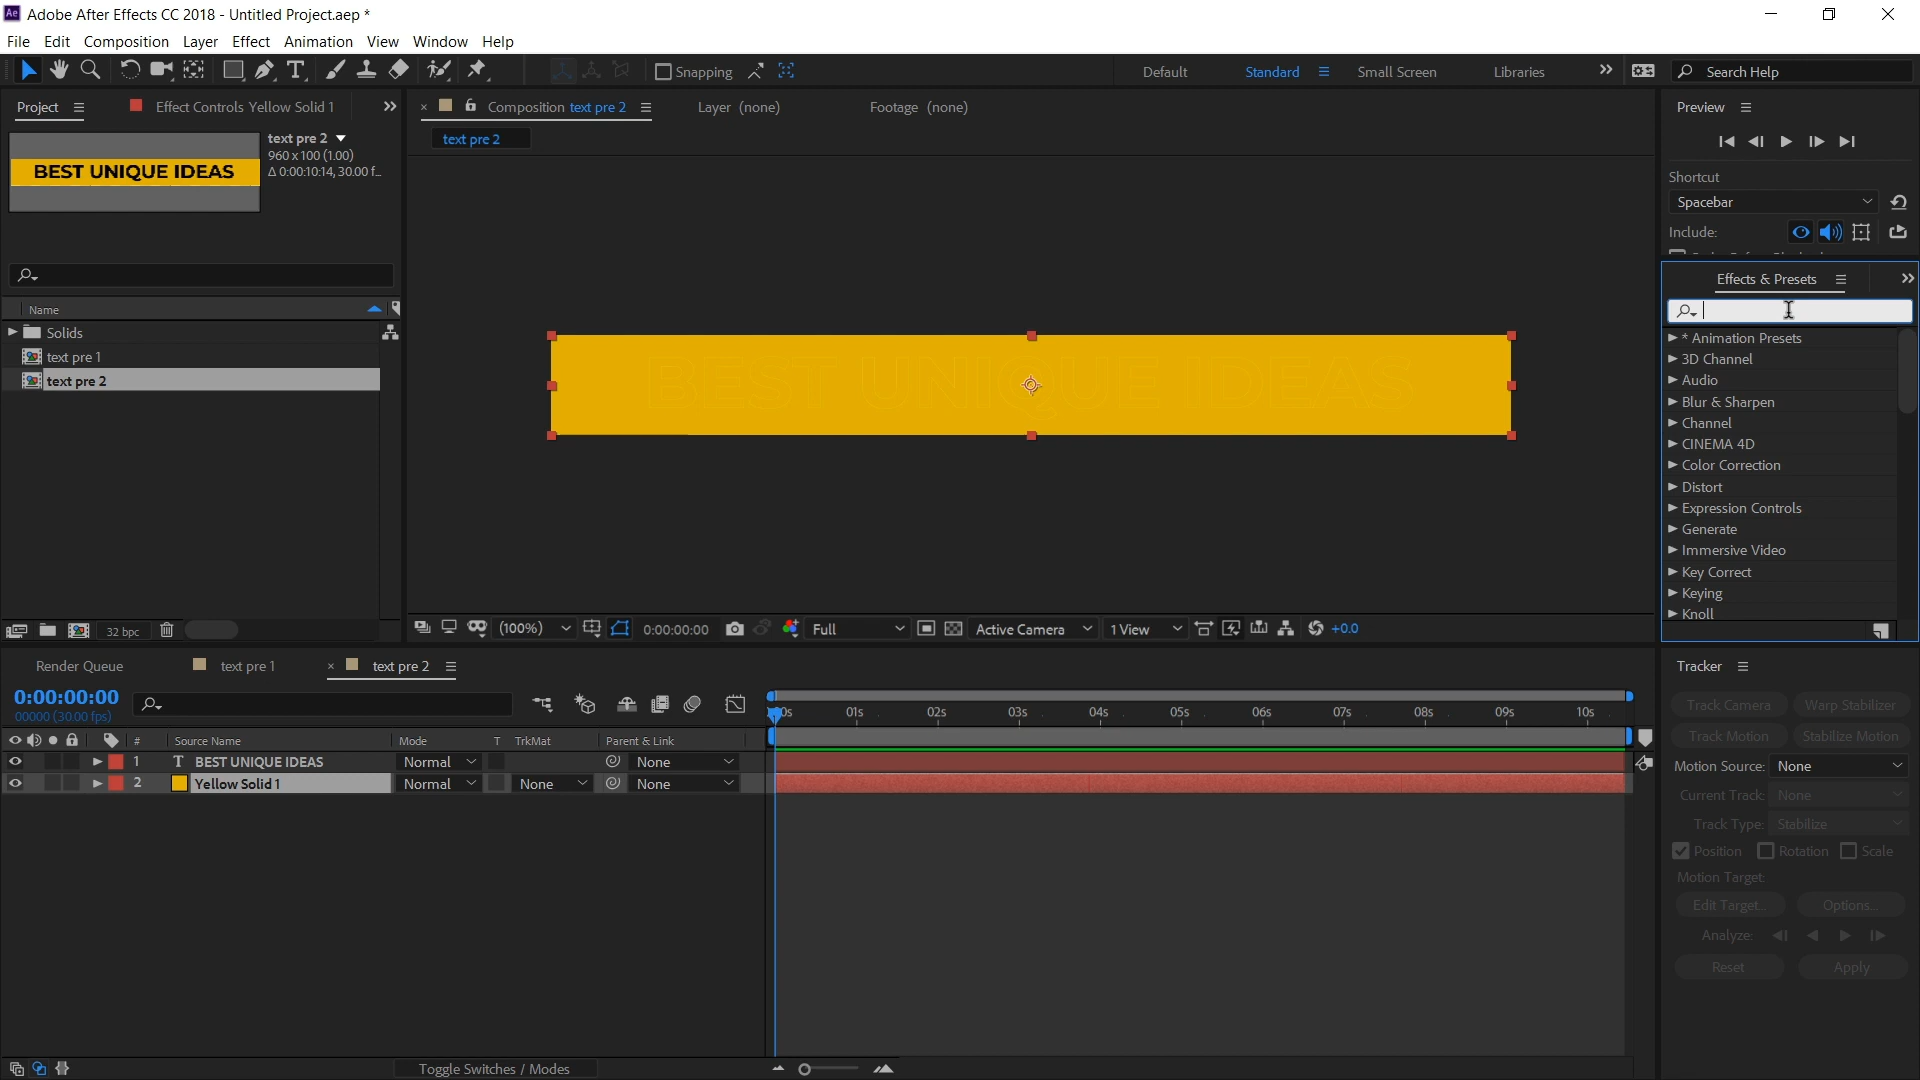 Ae Adobe After Effects CC 2018 - Untitled Project.aep *
File Edit Composition Layer Effect Animation View Window Help
Snapping Default Standard Small Screen Libraries Search Help
Project Effect Controls Yellow Solid 1 Composition text pre 2 Layer (none) Footage (none) Preview
text pre 2
text pre 2
960 x 100 (1.00)
Δ 0:00:10:14, 30.00 f...
BEST UNIQUE IDEAS
Shortcut
Spacebar
Include:
Effects & Presets
Name
Solids
text pre 1
text pre 2
BEST UNIQUE IDEAS
* Animation Presets
3D Channel
Audio
Blur & Sharpen
Channel
CINEMA 4D
Color Correction
Distort
Expression Controls
Generate
Immersive Video
Key Correct
Keying
Knoll
32 bpc (100%) 0:00:00:00 Full Active Camera 1 View +0.0
Render Queue text pre 1 text pre 2 Tracker
0:00:00:00
00000 (30.00 fps)
01s 02s 03s 04s 05s 06s 07s 08s 09s 10s
# Source Name Mode T TrkMat Parent & Link
1 T BEST UNIQUE IDEAS Normal None
2 Yellow Solid 1 Normal None None
Track Camera Warp Stabilizer
Track Motion Stabilize Motion
Motion Source: None
Current Track: None
Track Type: Stabilize
Position Rotation Scale
Motion Target:
Edit Target... Options...
Analyze:
Reset Apply
Toggle Switches / Modes